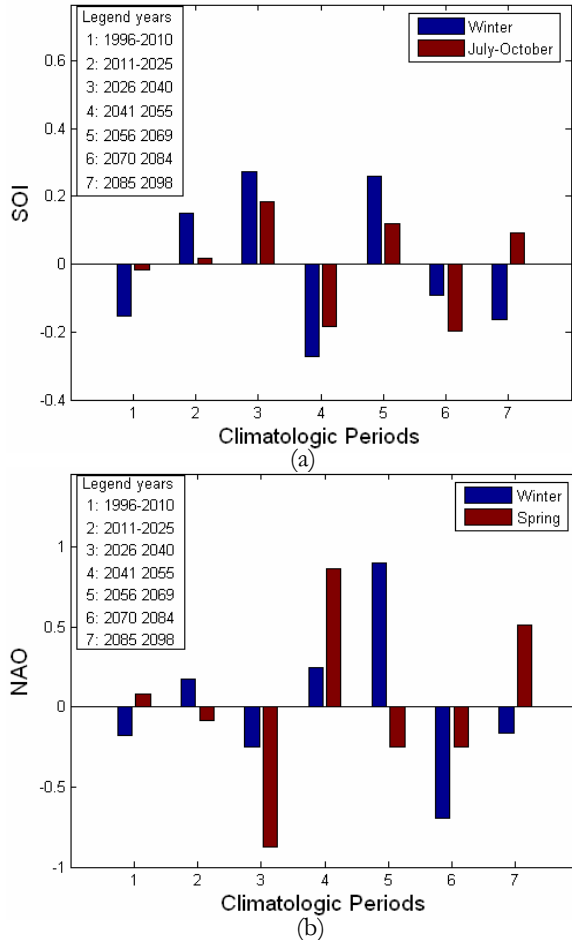 Legend years
1: 1996-2010
2: 2011-2025
3: 2026 2040
4: 2041 2055
5: 2056 2069
6: 2070 2084
7: 2085 2098
Winter
July-October
0.6
0.4
0.2
0
-0.2
-0.4
SOI
1 2 3 4 5 6 7
Climatologic Periods
(a)
Legend years
1: 1996-2010
2: 2011-2025
3: 2026 2040
4: 2041 2055
5: 2056 2069
6: 2070 2084
7: 2085 2098
Winter
Spring
1
0.5
0
-0.5
-1
NAO
1 2 3 4 5 6 7
Climatologic Periods
(b)